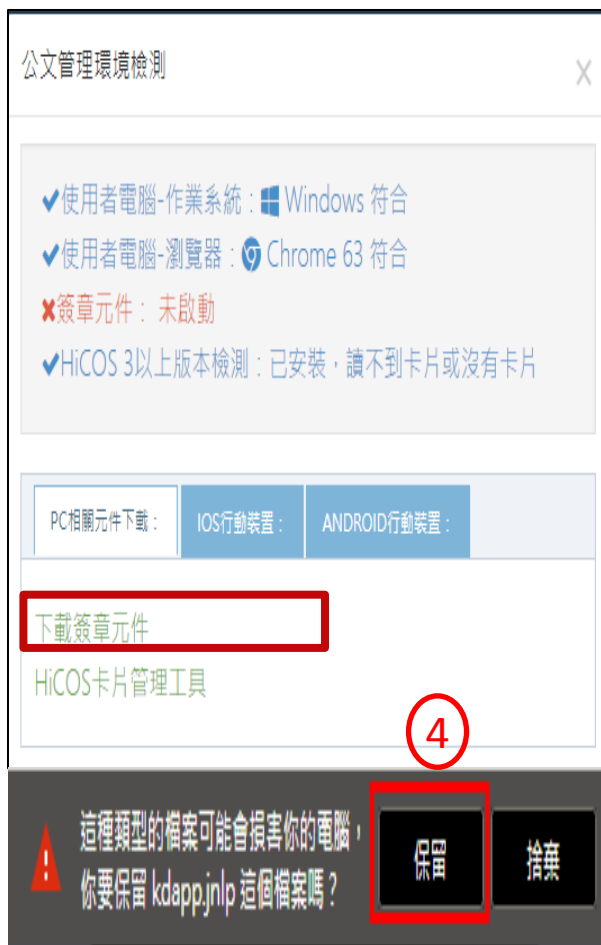 公文管理環境檢測
×
✔使用者電腦-作業系統：Windows 符合
✔使用者電腦-瀏覽器：Chrome 63 符合
✖簽章元件： 未啟動
✔HiCOS 3以上版本檢測：已安裝，讀不到卡片或沒有卡片
PC相關元件下載： IOS行動裝置： ANDROID行動裝置：
下載簽章元件
HiCOS卡片管理工具
4
這種類型的檔案可能會損害你的電腦，
你要保留 kdapp.jnlp 這個檔案嗎？
保留 捨棄